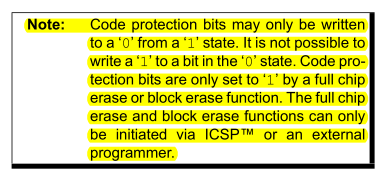 Note: Code protection bits may only be written
to a ‘0’ from a ‘1’ state. It is not possible to
write a ‘1’ to a bit in the ‘0’ state. Code pro-
tection bits are only set to ‘1’ by a full chip
erase or block erase function. The full chip
erase and block erase functions can only
be initiated via ICSP™ or an external
programmer.